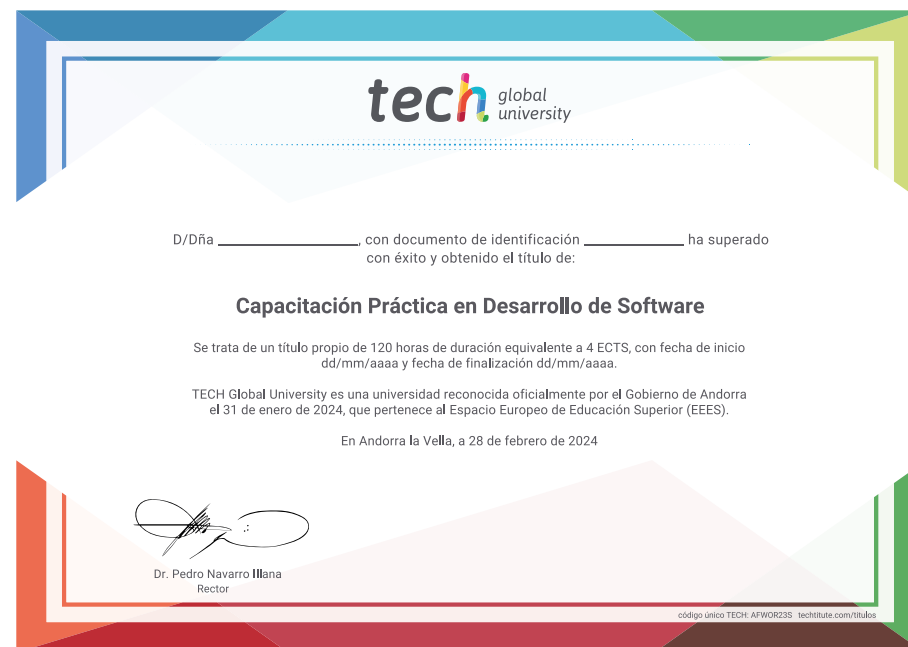 tech global university
D/Dña ____________________, con documento de identificación ______________ ha superado
con éxito y obtenido el título de:
Capacitación Práctica en Desarrollo de Software
Se trata de un título propio de 120 horas de duración equivalente a 4 ECTS, con fecha de inicio
dd/mm/aaaa y fecha de finalización dd/mm/aaaa.
TECH Global University es una universidad reconocida oficialmente por el Gobierno de Andorra
el 31 de enero de 2024, que pertenece al Espacio Europeo de Educación Superior (EEES).
En Andorra la Vella, a 28 de febrero de 2024
Dr. Pedro Navarro Illana
Rector
código único TECH: AFWOR23S techtitute.com/titulos